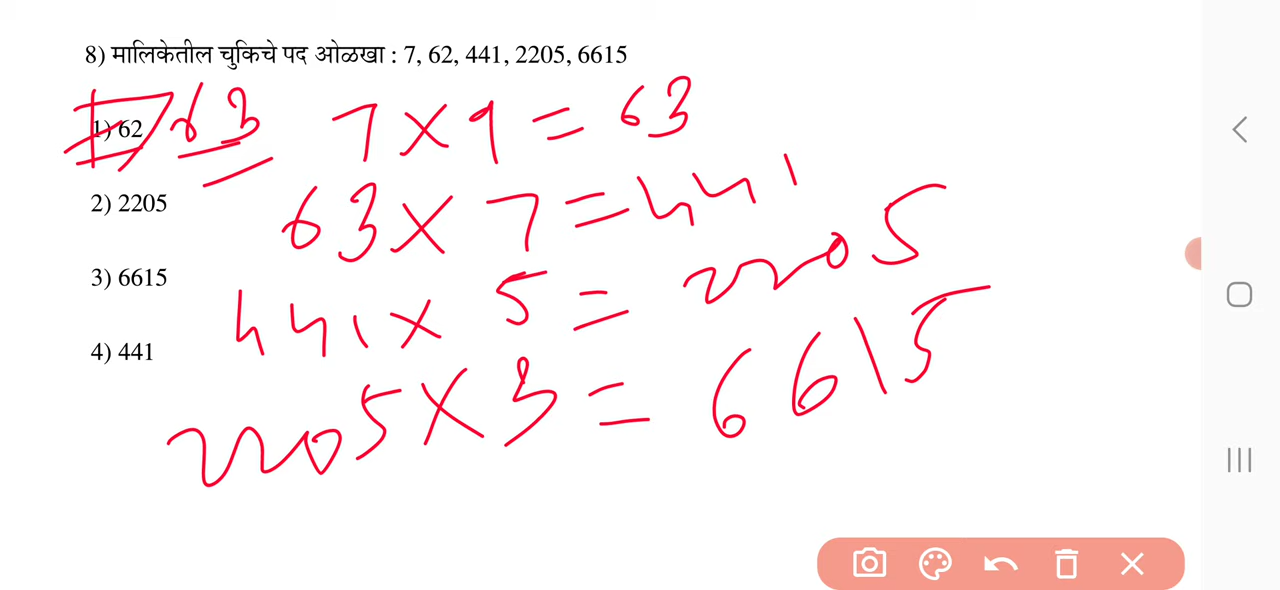 8) मालिकेतील चुकिचे पद ओळखा : 7, 62, 441, 2205, 6615
1) 62 63 7 × 9 = 63
2) 2205 63 × 7 = 441
3) 6615 441 × 5 = 2205
4) 441
2205 × 3 = 6615